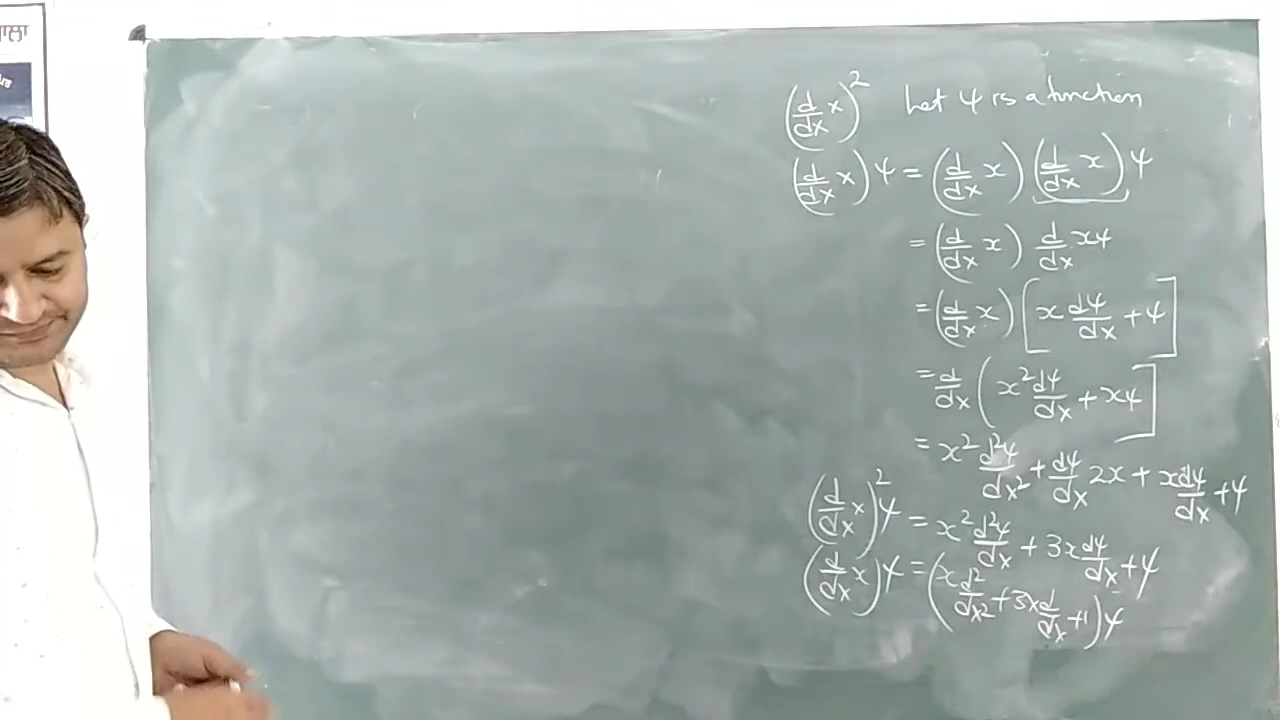 ਾਲਾ
(d/dx x)² Let ψ is a function
(d/dx x)ψ = (d/dx x)(d/dx x)ψ
= (d/dx x) d/dx xψ
= (d/dx x)[x dψ/dx + ψ]
= d/dx (x² dψ/dx + xψ]
= x² d²ψ/dx² + dψ/dx 2x + x dψ/dx + ψ
(d/dx x)²ψ = x² d²ψ/dx + 3x dψ/dx + ψ
(d/dx x)ψ = (x d²/dx² + 3x d/dx + 1)ψ